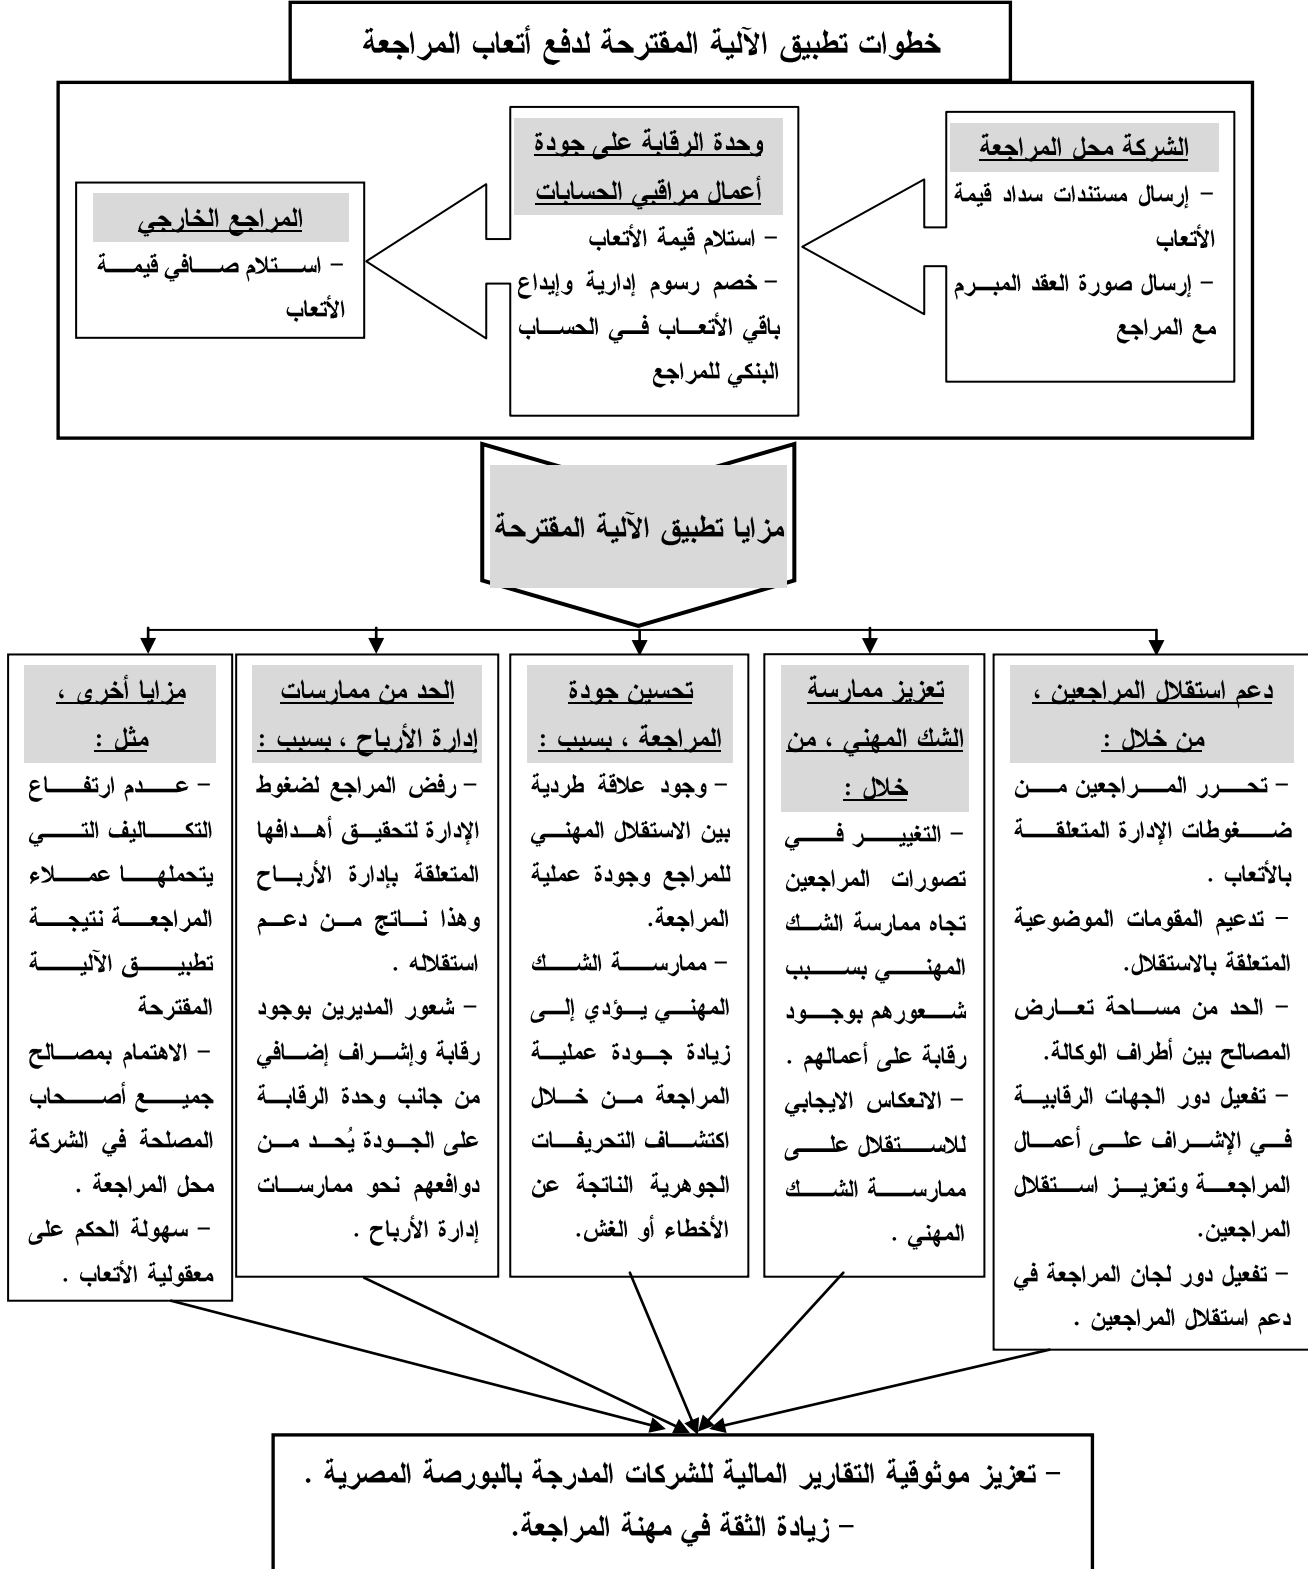 خطوات تطبيق الآلية المقترحة لدفع أتعاب المراجعة
الشركة محل المراجعة
- إرسال مستندات سداد قيمة
الأتعاب
- إرسال صورة العقد المبرم
مع المراجع
وحدة الرقابة على جودة
أعمال مراقبي الحسابات
- استلام قيمة الأتعاب
- خصم رسوم إدارية وإيداع
باقي الأتعاب في الحساب
البنكي للمراجع
المراجع الخارجي
- استلام صافي قيمة
الأتعاب
مزايا تطبيق الآلية المقترحة
دعم استقلال المراجعين ،
من خلال :
- تحرر المراجعين من
ضغوطات الإدارة المتعلقة
بالأتعاب .
- تدعيم المقومات الموضوعية
المتعلقة بالاستقلال.
- الحد من مساحة تعارض
المصالح بين أطراف الوكالة.
- تفعيل دور الجهات الرقابية
في الإشراف على أعمال
المراجعة وتعزيز استقلال
المراجعين.
- تفعيل دور لجان المراجعة في
دعم استقلال المراجعين .
تعزيز ممارسة
الشك المهني ، من
خلال :
- التغيير في
تصورات المراجعين
تجاه ممارسة الشك
المهني بسبب
شعورهم بوجود
رقابة على أعمالهم .
- الانعكاس الايجابي
للاستقلال على
ممارسة الشك
المهني .
تحسين جودة
المراجعة ، بسبب :
- وجود علاقة طردية
بين الاستقلال المهني
للمراجع وجودة عملية
المراجعة.
- ممارسة الشك
المهني يؤدي إلى
زيادة جودة عملية
المراجعة من خلال
اكتشاف التحريفات
الجوهرية الناتجة عن
الأخطاء أو الغش.
الحد من ممارسات
إدارة الأرباح ، بسبب :
- رفض المراجع لضغوط
الإدارة لتحقيق أهدافها
المتعلقة بإدارة الأرباح
وهذا ناتج من دعم
استقلاله .
- شعور المديرين بوجود
رقابة وإشراف إضافي
من جانب وحدة الرقابة
على الجودة يُحد من
دوافعهم نحو ممارسات
إدارة الأرباح .
مزايا أخرى ،
مثل :
- عدم ارتفاع
التكاليف التي
يتحملها عملاء
المراجعة نتيجة
تطبيق الآلية
المقترحة
- الاهتمام بمصالح
جميع أصحاب
المصلحة في الشركة
محل المراجعة .
- سهولة الحكم على
معقولية الأتعاب .
- تعزيز موثوقية التقارير المالية للشركات المدرجة بالبورصة المصرية .
- زيادة الثقة في مهنة المراجعة.